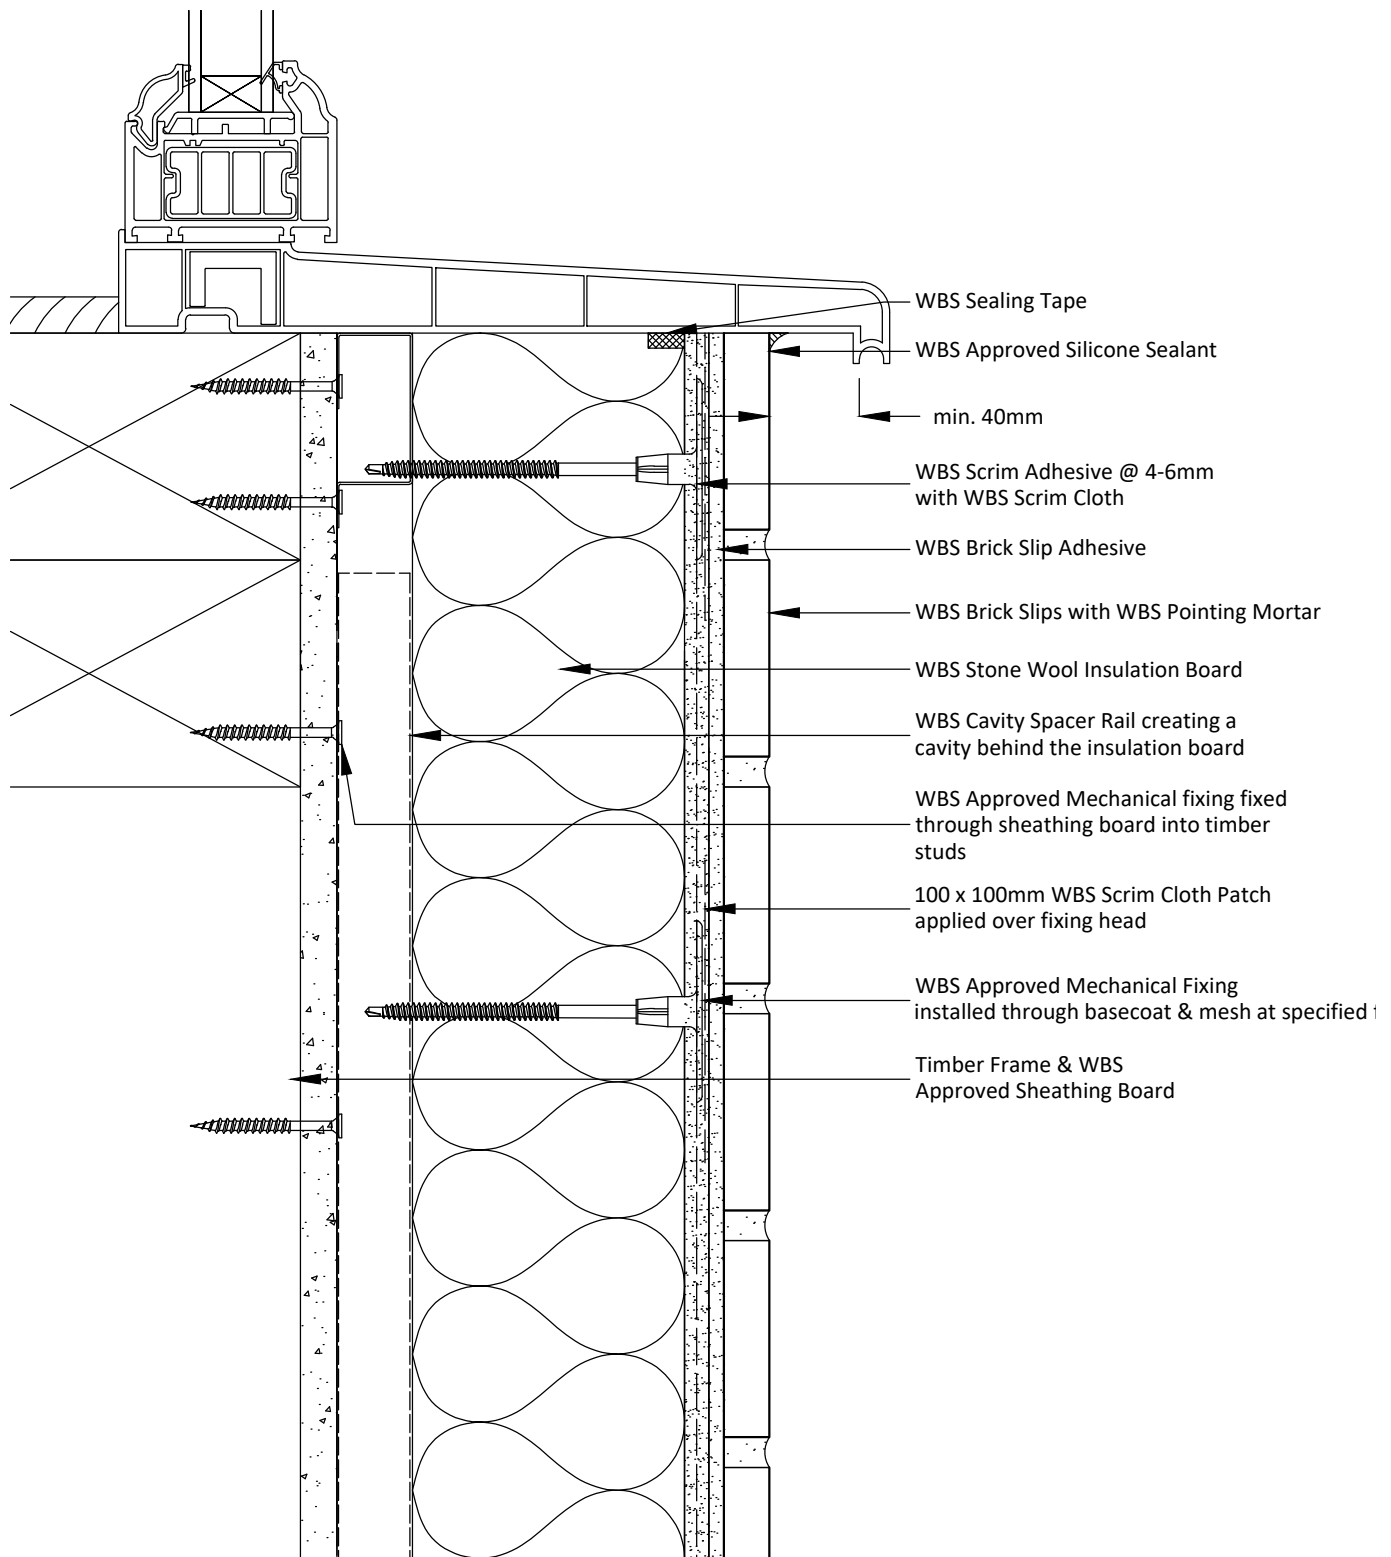 WBS Sealing Tape
WBS Approved Silicone Sealant
min. 40mm
WBS Scrim Adhesive @ 4-6mm
with WBS Scrim Cloth
WBS Brick Slip Adhesive
WBS Brick Slips with WBS Pointing Mortar
WBS Stone Wool Insulation Board
WBS Cavity Spacer Rail creating a
cavity behind the insulation board
WBS Approved Mechanical fixing fixed
through sheathing board into timber
studs
100 x 100mm WBS Scrim Cloth Patch
applied over fixing head
WBS Approved Mechanical Fixing
installed through basecoat & mesh at specified
Timber Frame & WBS
Approved Sheathing Board